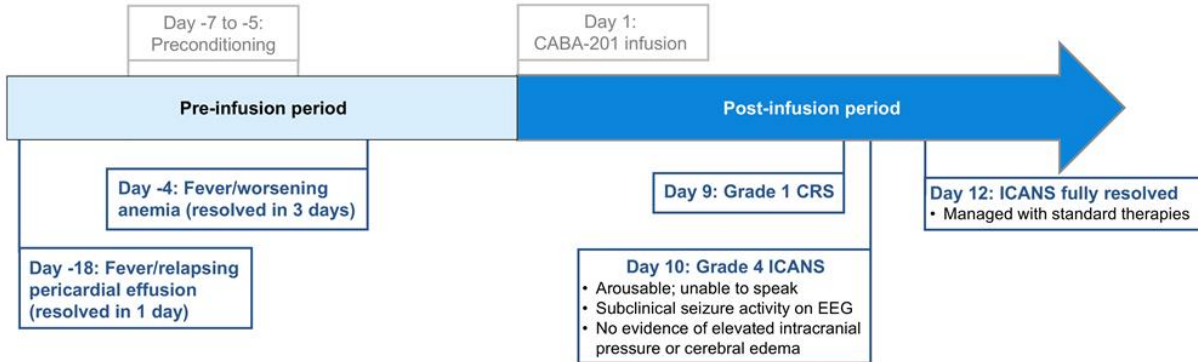 Day -7 to -5:
Preconditioning
Day 1:
CABA-201 infusion
Pre-infusion period
Post-infusion period
Day -4: Fever/worsening
anemia (resolved in 3 days)
Day -18: Fever/relapsing
pericardial effusion
(resolved in 1 day)
Day 9: Grade 1 CRS
Day 10: Grade 4 ICANS
• Arousable; unable to speak
• Subclinical seizure activity on EEG
• No evidence of elevated intracranial
pressure or cerebral edema
Day 12: ICANS fully resolved
• Managed with standard therapies